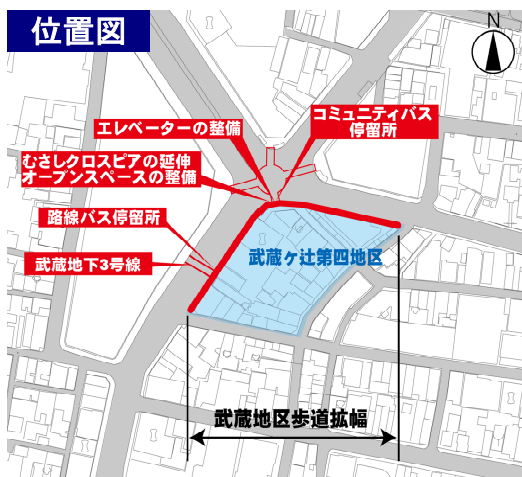 位置図
N
コミュニティバス
停留所
エレベーターの整備
むさしクロスピアの延伸
オープンスペースの整備
路線バス停留所
武蔵ヶ辻第四地区
武蔵地下3号線
武蔵地区歩道拡幅